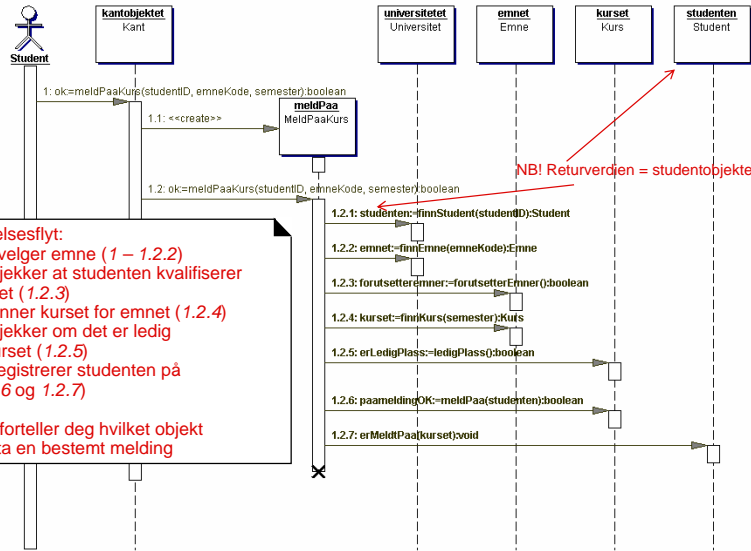 kantobjektet
Kant
universitetet
Universitet
emnet
Emne
kurset
Kurs
studenten
Student
Student
1: ok:=meldPaaKurs(studentID, emneKode, semester):boolean
meldPaa
MeldPaaKurs
1.1: <<create>>
NB! Returverdien = studentobjekte
1.2: ok:=meldPaaKurs(studentID, emneKode, semester):boolean
1.2.1: studenten:=finnStudent(studentID):Student
1.2.2: emnet:=finnEmne(emneKode):Emne
1.2.3: forutsetteremner:=forutsetterEmner():boolean
1.2.4: kurset:=finnKurs(semester):Kurs
1.2.5: erLedigPlass:=ledigPlass():boolean
1.2.6: paameldingOK:=meldPaa(studenten):boolean
1.2.7: erMeldtPaa(kurset):void
elsesflyt:
velger emne (1 – 1.2.2)
jekker at studenten kvalifiserer
et (1.2.3)
nner kurset for emnet (1.2.4)
jekker om det er ledig
urset (1.2.5)
egistrerer studenten på
6 og 1.2.7)
forteller deg hvilket objekt
ta en bestemt melding